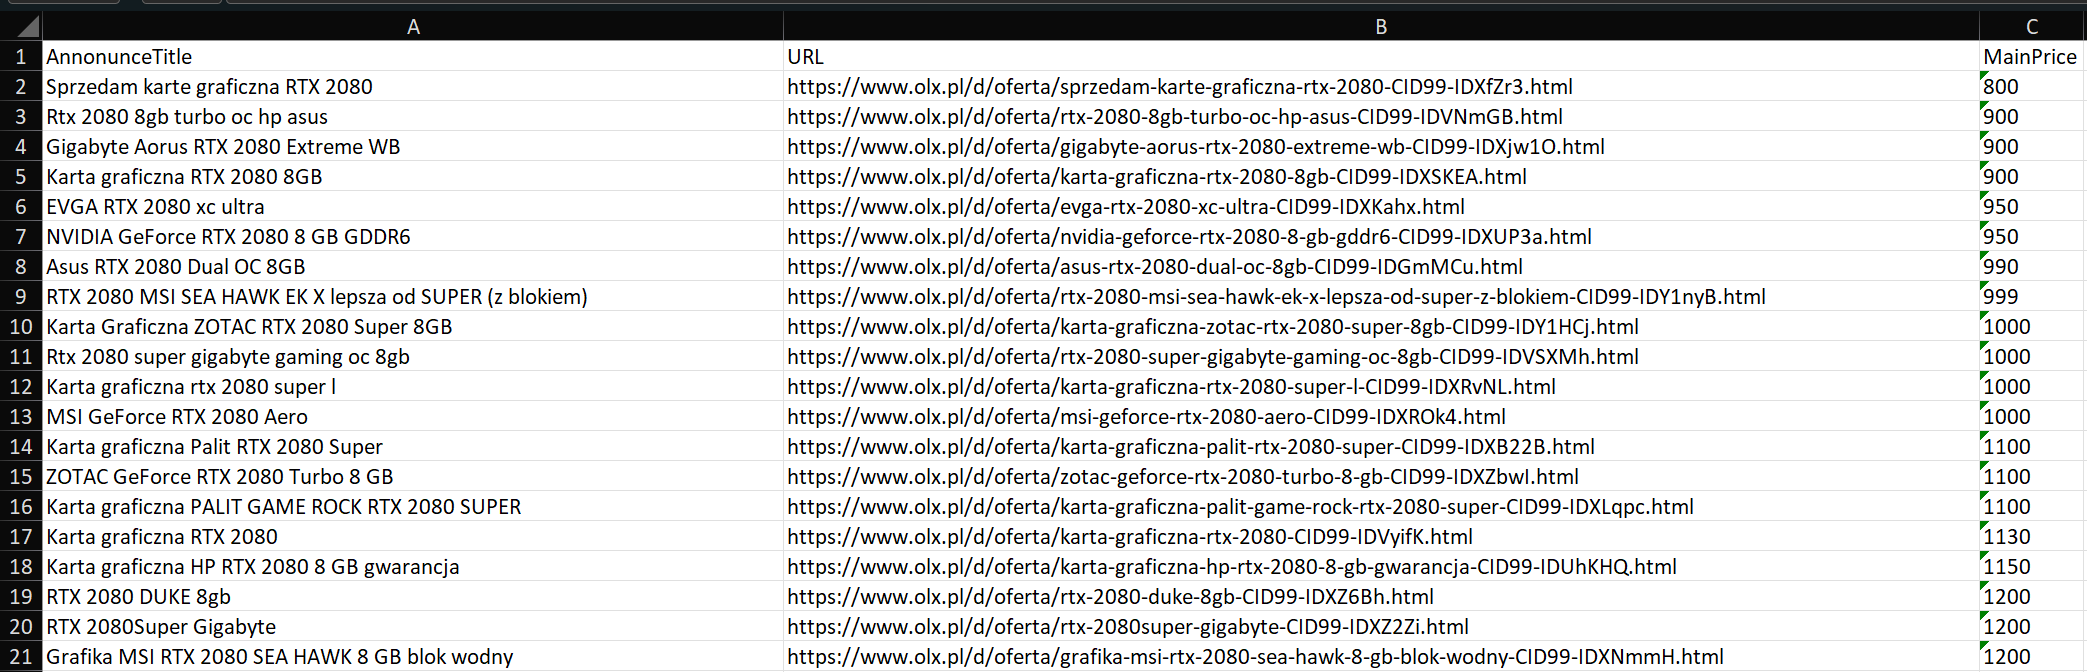 A B C
1 AnnonunceTitle URL MainPrice
2 Sprzedam karte graficzna RTX 2080 https://www.olx.pl/d/oferta/sprzedam-karte-graficzna-rtx-2080-CID99-IDXfZr3.html 800
3 Rtx 2080 8gb turbo oc hp asus https://www.olx.pl/d/oferta/rtx-2080-8gb-turbo-oc-hp-asus-CID99-IDVNmGB.html 900
4 Gigabyte Aorus RTX 2080 Extreme WB https://www.olx.pl/d/oferta/gigabyte-aorus-rtx-2080-extreme-wb-CID99-IDXjw1O.html 900
5 Karta graficzna RTX 2080 8GB https://www.olx.pl/d/oferta/karta-graficzna-rtx-2080-8gb-CID99-IDXSKEA.html 900
6 EVGA RTX 2080 xc ultra https://www.olx.pl/d/oferta/evga-rtx-2080-xc-ultra-CID99-IDXKahx.html 950
7 NVIDIA GeForce RTX 2080 8 GB GDDR6 https://www.olx.pl/d/oferta/nvidia-geforce-rtx-2080-8-gb-gddr6-CID99-IDXUP3a.html 950
8 Asus RTX 2080 Dual OC 8GB https://www.olx.pl/d/oferta/asus-rtx-2080-dual-oc-8gb-CID99-IDGmMCu.html 990
9 RTX 2080 MSI SEA HAWK EK X lepsza od SUPER (z blokiem) https://www.olx.pl/d/oferta/rtx-2080-msi-sea-hawk-ek-x-lepsza-od-super-z-blokiem-CID99-IDY1nyB.html 999
10 Karta Graficzna ZOTAC RTX 2080 Super 8GB https://www.olx.pl/d/oferta/karta-graficzna-zotac-rtx-2080-super-8gb-CID99-IDY1HCj.html 1000
11 Rtx 2080 super gigabyte gaming oc 8gb https://www.olx.pl/d/oferta/rtx-2080-super-gigabyte-gaming-oc-8gb-CID99-IDVSXMh.html 1000
12 Karta graficzna rtx 2080 super l https://www.olx.pl/d/oferta/karta-graficzna-rtx-2080-super-l-CID99-IDXRvNL.html 1000
13 MSI GeForce RTX 2080 Aero https://www.olx.pl/d/oferta/msi-geforce-rtx-2080-aero-CID99-IDXROk4.html 1000
14 Karta graficzna Palit RTX 2080 Super https://www.olx.pl/d/oferta/karta-graficzna-palit-rtx-2080-super-CID99-IDXB22B.html 1100
15 ZOTAC GeForce RTX 2080 Turbo 8 GB https://www.olx.pl/d/oferta/zotac-geforce-rtx-2080-turbo-8-gb-CID99-IDXZbwI.html 1100
16 Karta graficzna PALIT GAME ROCK RTX 2080 SUPER https://www.olx.pl/d/oferta/karta-graficzna-palit-game-rock-rtx-2080-super-CID99-IDXLqpc.html 1100
17 Karta graficzna RTX 2080 https://www.olx.pl/d/oferta/karta-graficzna-rtx-2080-CID99-IDVyifK.html 1130
18 Karta graficzna HP RTX 2080 8 GB gwarancja https://www.olx.pl/d/oferta/karta-graficzna-hp-rtx-2080-8-gb-gwarancja-CID99-IDUhKHQ.html 1150
19 RTX 2080 DUKE 8gb https://www.olx.pl/d/oferta/rtx-2080-duke-8gb-CID99-IDXZ6Bh.html 1200
20 RTX 2080Super Gigabyte https://www.olx.pl/d/oferta/rtx-2080super-gigabyte-CID99-IDXZ2Zi.html 1200
21 Grafika MSI RTX 2080 SEA HAWK 8 GB blok wodny https://www.olx.pl/d/oferta/grafika-msi-rtx-2080-sea-hawk-8-gb-blok-wodny-CID99-IDXNmmH.html 1200